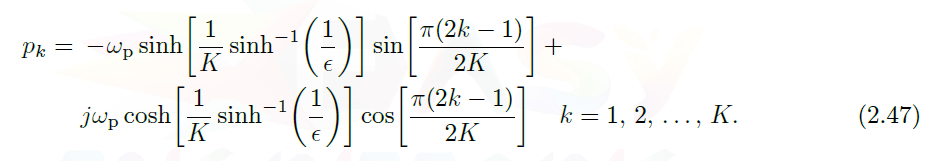 p_k = −ω_p sinh[1/K sinh⁻¹(1/ϵ)] sin[π(2k − 1)/2K] +
jω_p cosh[1/K sinh⁻¹(1/ϵ)] cos[π(2k − 1)/2K] k = 1, 2, …, K. (2.47)